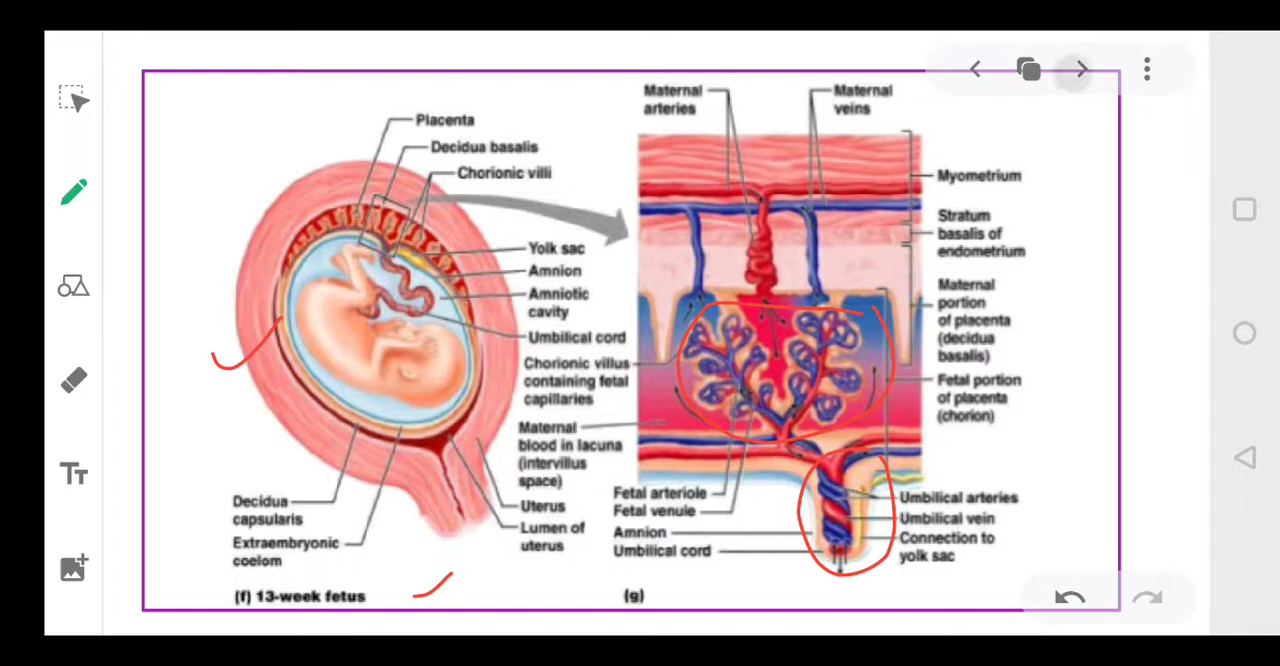 Maternal
arteries
Maternal
veins
Placenta
Decidua basalis
Chorionic villi
Myometrium
Stratum
basalis of
endometrium
Yolk sac
Amnion
Amniotic
cavity
Umbilical cord
Maternal
portion
of placenta
(decidua
basalis)
Chorionic villus
containing fetal
capillaries
Fetal portion
of placenta
(chorion)
Maternal
blood in lacuna
(intervillus
space)
Decidua
capsularis
Extraembryonic
coelom
Uterus
Lumen of
uterus
Fetal arteriole
Fetal venule
Amnion
Umbilical cord
Umbilical arteries
Umbilical vein
Connection to
yolk sac
(f) 13-week fetus
(g)
TT